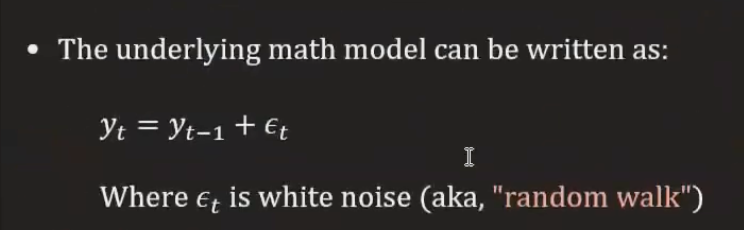 • The underlying math model can be written as:
yₜ = yₜ₋₁ + ϵₜ
Where ϵₜ is white noise (aka, "random walk")